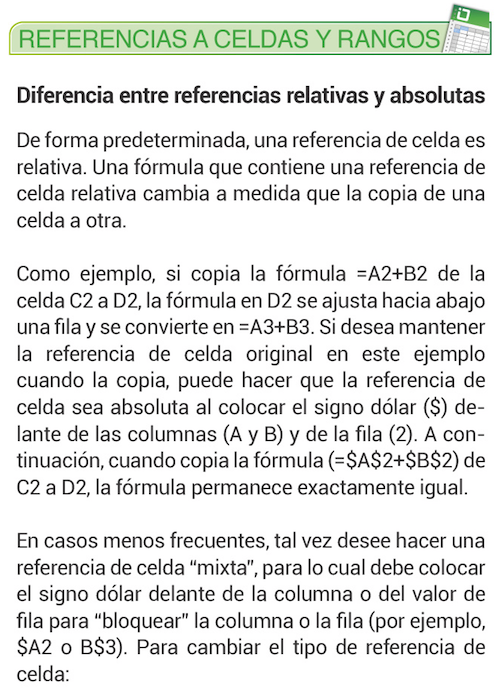 REFERENCIAS A CELDAS Y RANGOS
Diferencia entre referencias relativas y absolutas
De forma predeterminada, una referencia de celda es
relativa. Una fórmula que contiene una referencia de
celda relativa cambia a medida que la copia de una
celda a otra.
Como ejemplo, si copia la fórmula =A2+B2 de la
celda C2 a D2, la fórmula en D2 se ajusta hacia abajo
una fila y se convierte en =A3+B3. Si desea mantener
la referencia de celda original en este ejemplo
cuando la copia, puede hacer que la referencia de
celda sea absoluta al colocar el signo dólar ($) de-
lante de las columnas (A y B) y de la fila (2). A con-
tinuación, cuando copia la fórmula (=$A$2+$B$2) de
C2 a D2, la fórmula permanece exactamente igual.
En casos menos frecuentes, tal vez desee hacer una
referencia de celda “mixta”, para lo cual debe colocar
el signo dólar delante de la columna o del valor de
fila para “bloquear” la columna o la fila (por ejemplo,
$A2 o B$3). Para cambiar el tipo de referencia de
celda: